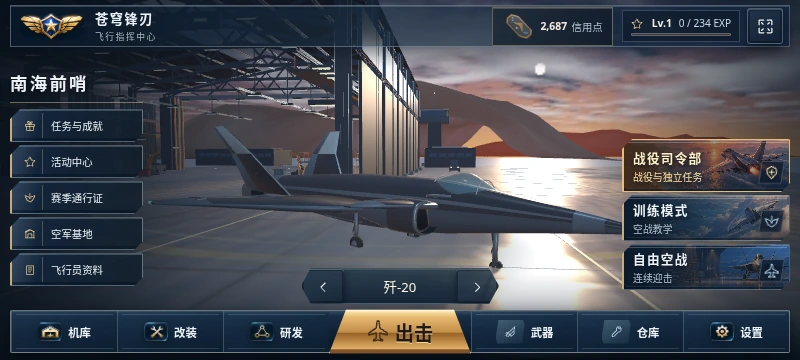 苍穹锋刃
飞行指挥中心
2,687 信用点
Lv.1 0 / 234 EXP
南海前哨
任务与成就
活动中心
赛季通行证
空军基地
飞行员资料
战役司令部
战役与独立任务
训练模式
空战教学
自由空战
连续迎击
歼-20
机库
改装
研发
出击
武器
仓库
设置